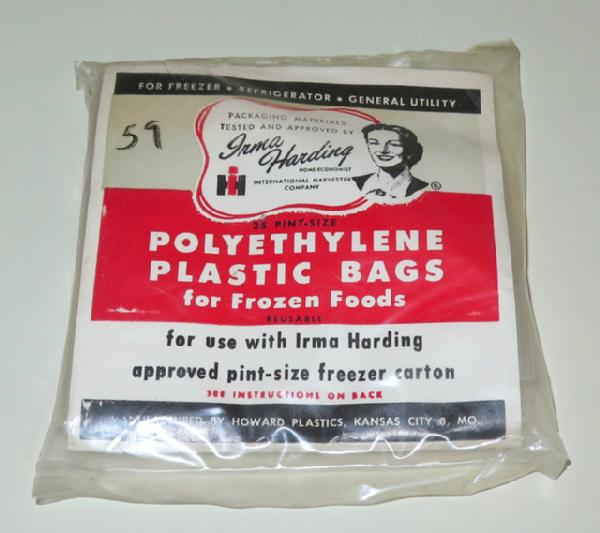 FOR FREEZER • REFRIGERATOR • GENERAL UTILITY
59
PACKAGING MATERIALS
TESTED AND APPROVED BY
Irma Harding
HOME ECONOMIST
IH
INTERNATIONAL HARVESTER
COMPANY
©
25 PINT-SIZE
POLYETHYLENE
PLASTIC BAGS
for Frozen Foods
REUSABLE
for use with Irma Harding
approved pint-size freezer carton
SEE INSTRUCTIONS ON BACK
MANUFACTURED BY HOWARD PLASTICS, KANSAS CITY 8, MO.